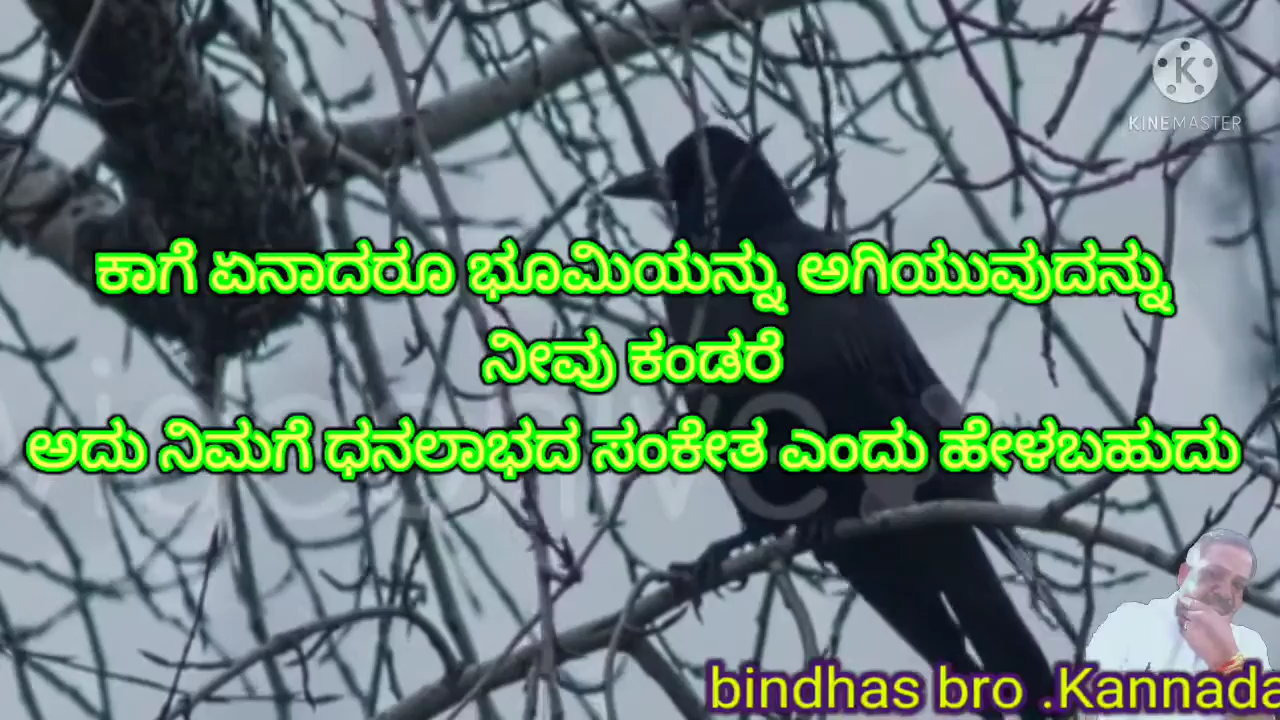 KINEMASTER
ಕಾಗೆ ಏನಾದರೂ ಭೂಮಿಯನ್ನು ಅಗಿಯುವುದನ್ನು
ನೀವು ಕಂಡರೆ
ಅದು ನಿಮಗೆ ಧನಲಾಭದ ಸಂಕೇತ ಎಂದು ಹೇಳಬಹುದು
bindhas bro .Kannada